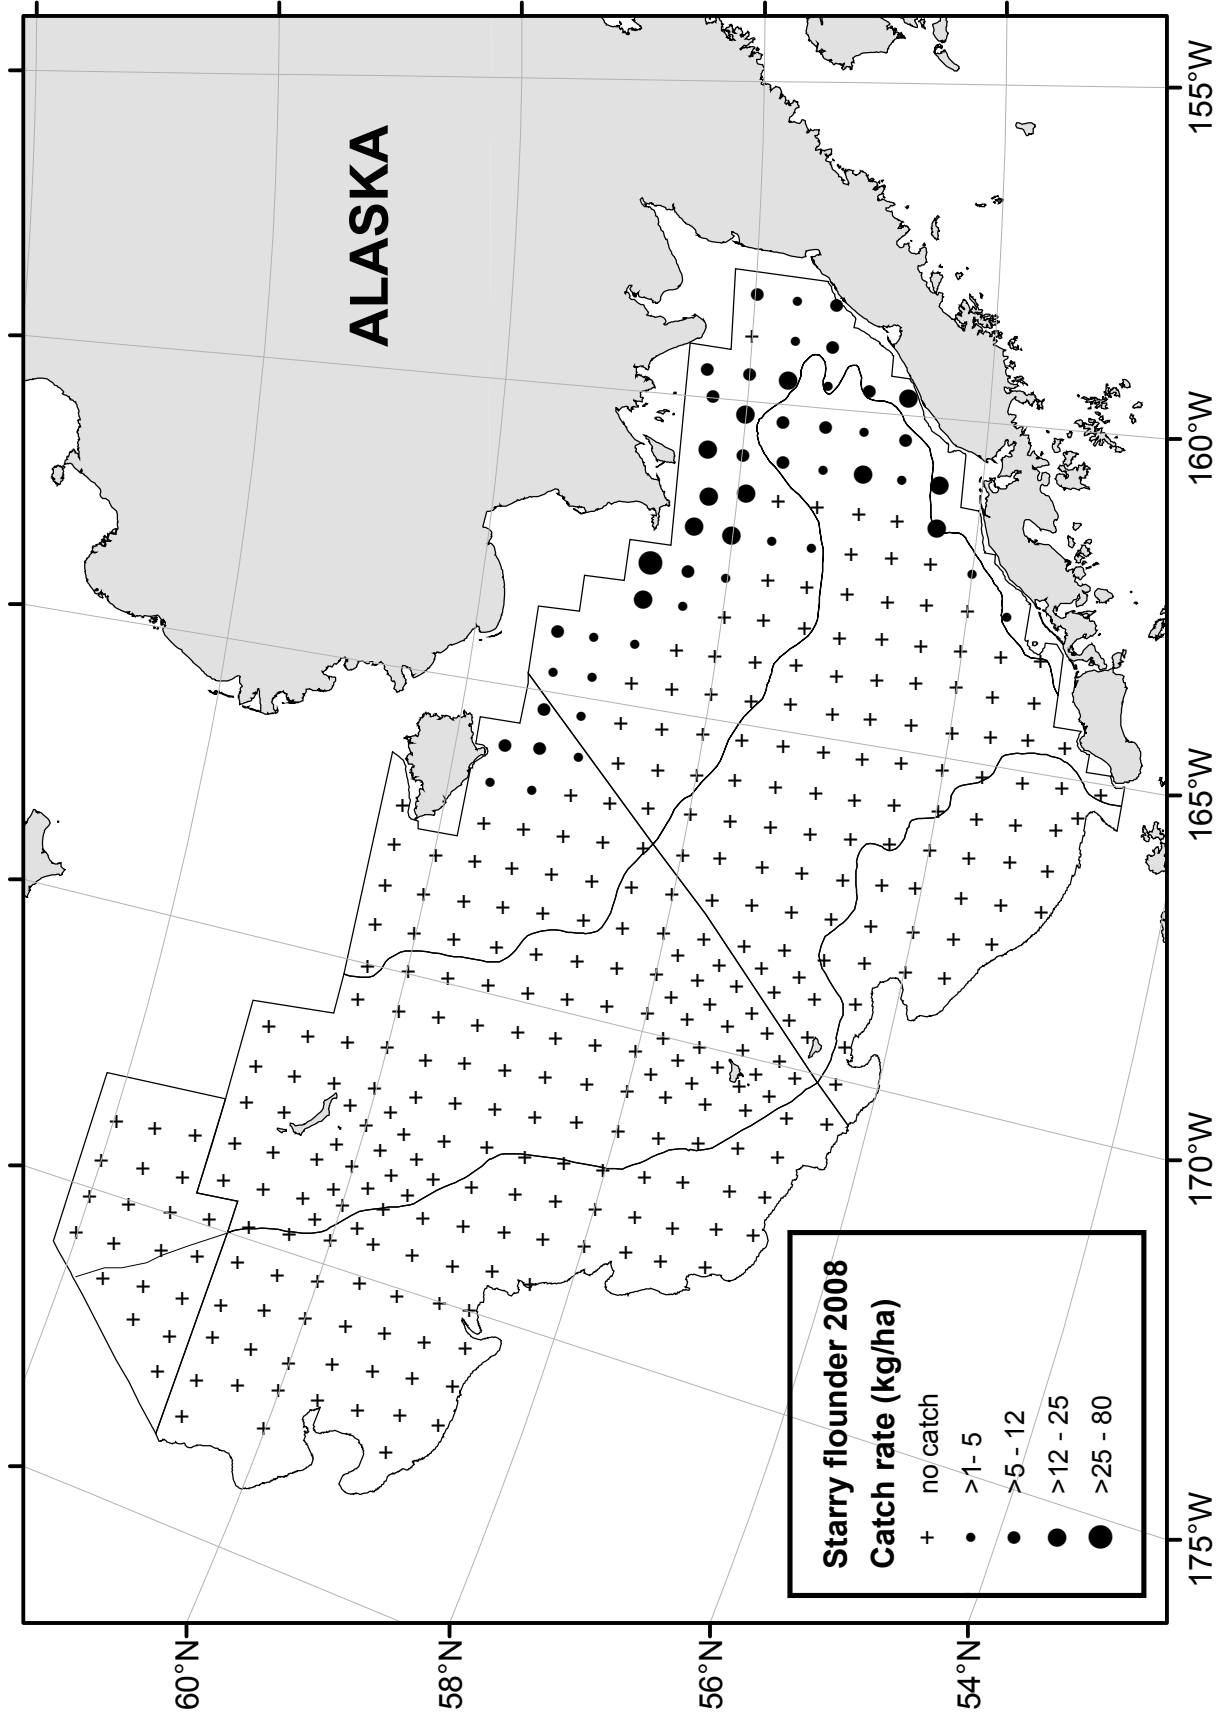 ALASKA
60°N
58°N
56°N
54°N
175°W
170°W
165°W
160°W
155°W
Starry flounder 2008
Catch rate (kg/ha)
no catch
>1- 5
>5 - 12
>12 - 25
>25 - 80